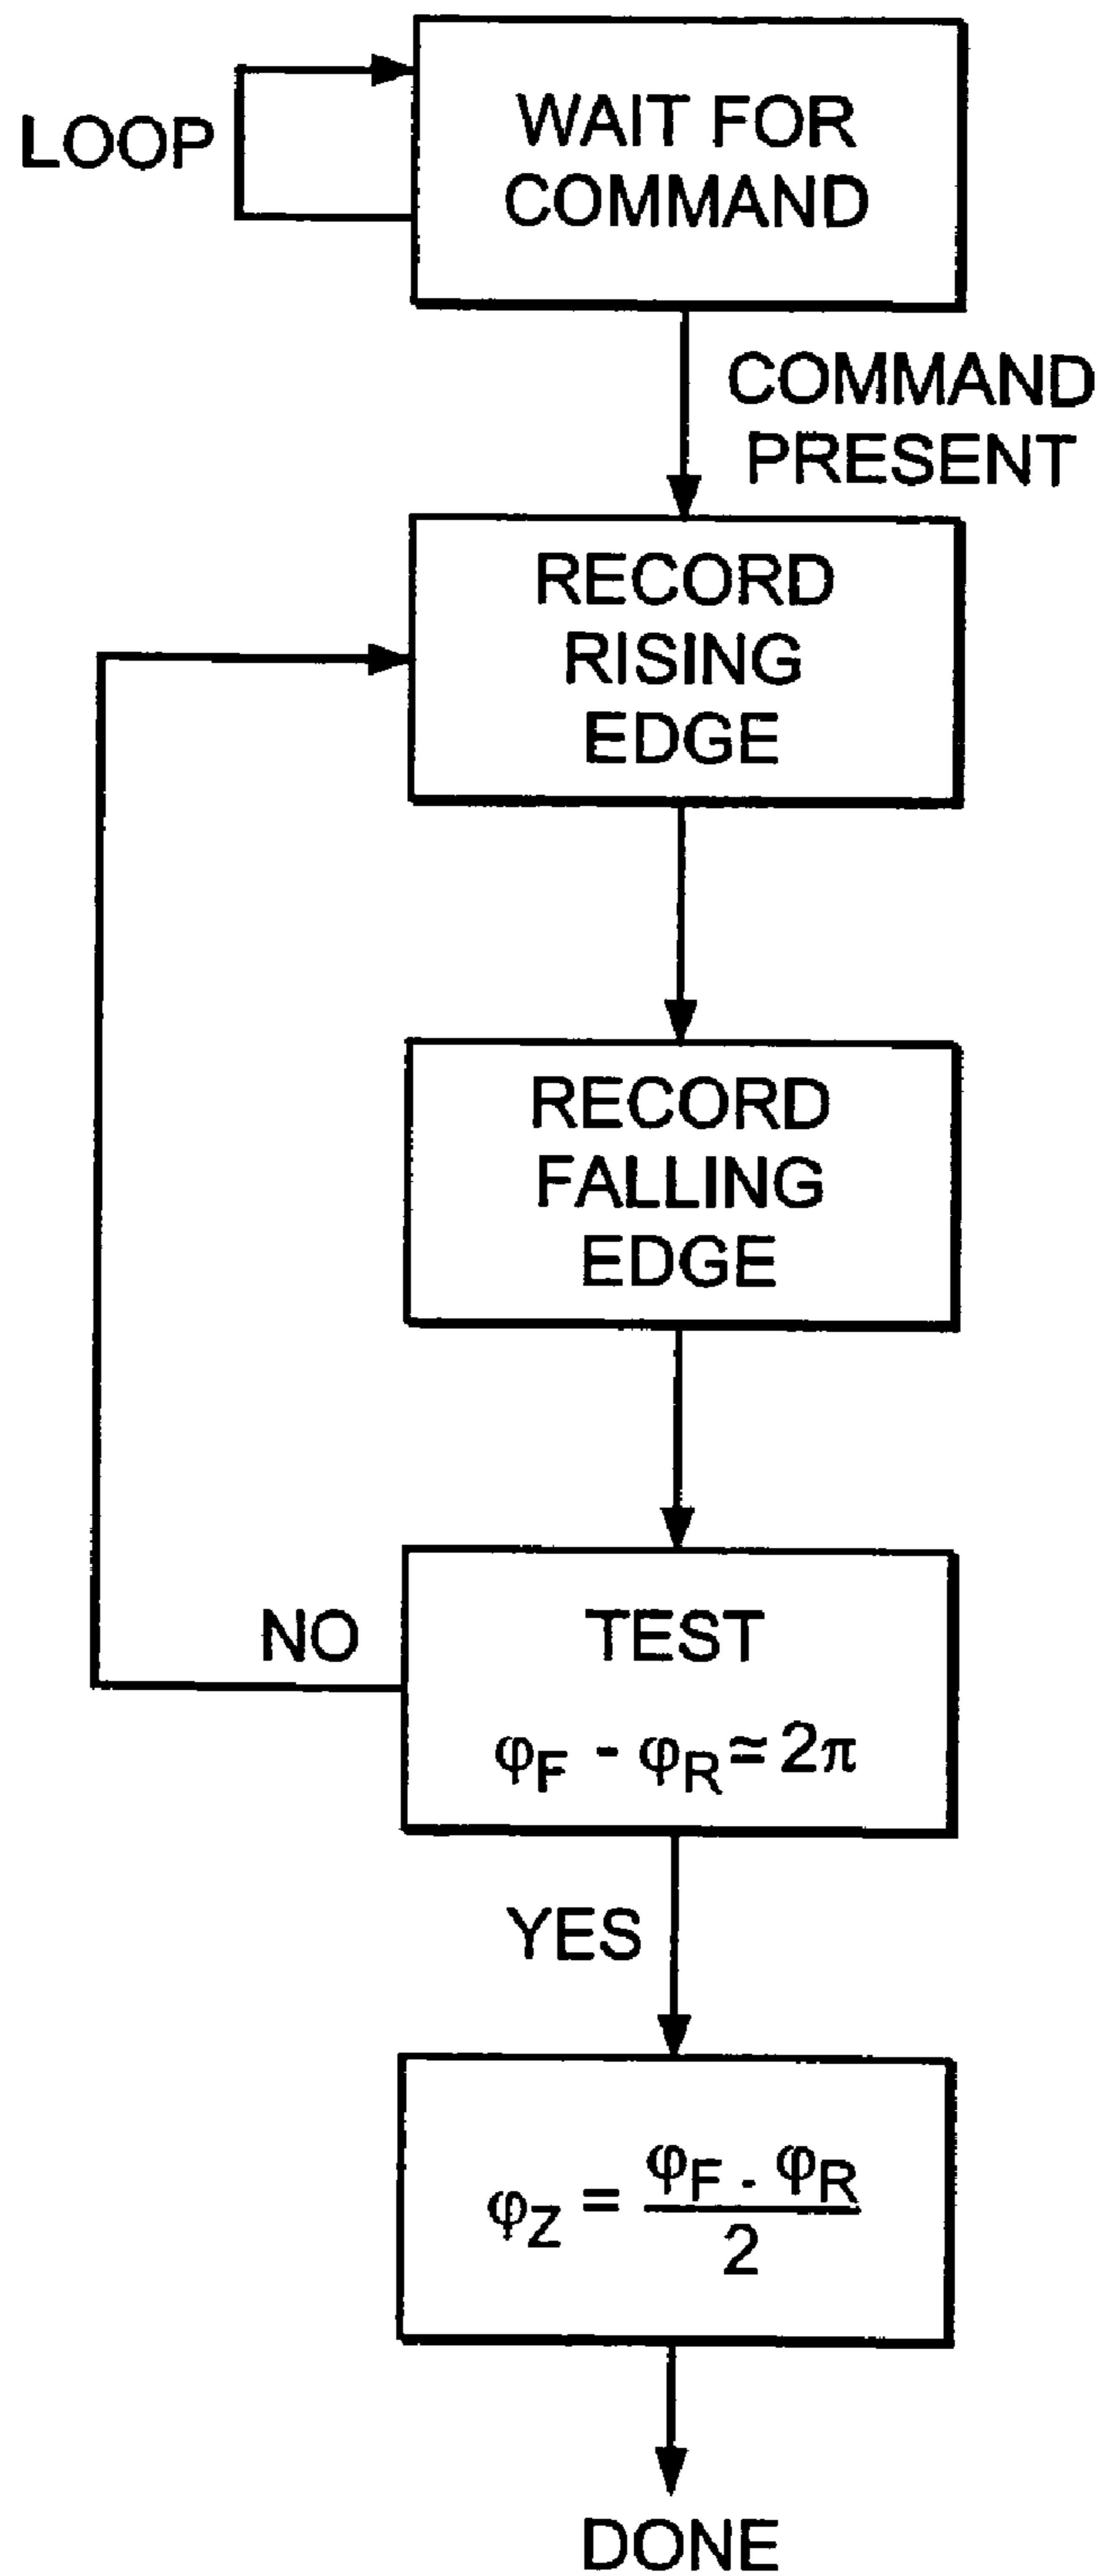 LOOP
WAIT FOR
COMMAND
COMMAND
PRESENT
RECORD
RISING
EDGE
RECORD
FALLING
EDGE
NO
TEST
φF - φR ≃ 2π
YES
φZ = φF - φR
2
DONE